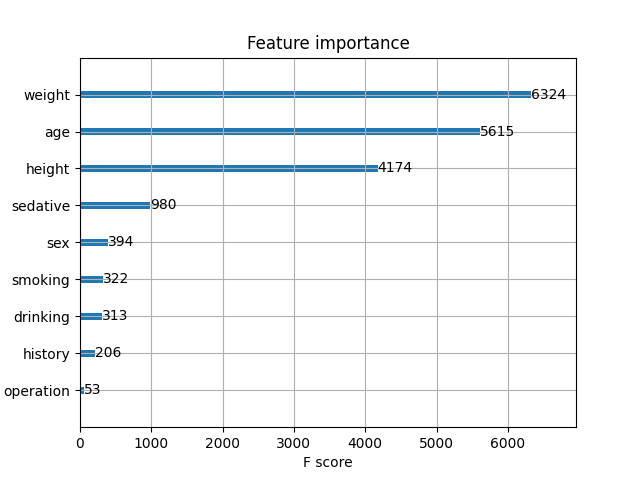 Feature importance
weight 6324
age 5615
height 4174
sedative 980
sex 394
smoking 322
drinking 313
history 206
operation 53
0 1000 2000 3000 4000 5000 6000
F score